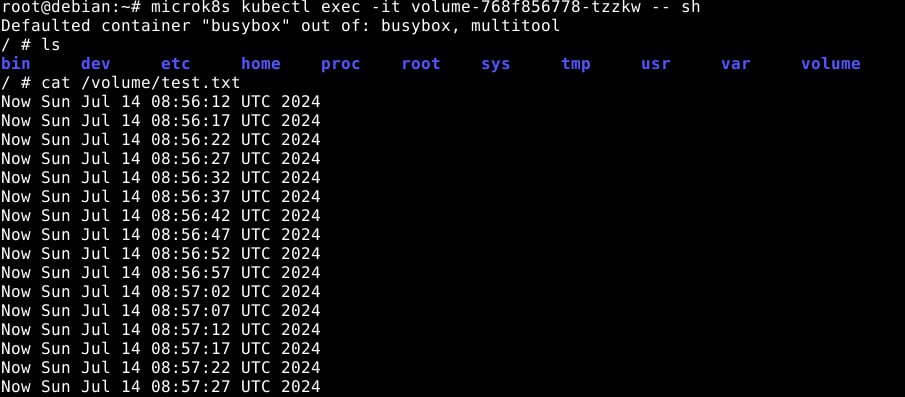 root@debian:~# microk8s kubectl exec -it volume-768f856778-tzzkw -- sh
Defaulted container "busybox" out of: busybox, multitool
/ # ls
bin dev etc home proc root sys tmp usr var volume
/ # cat /volume/test.txt
Now Sun Jul 14 08:56:12 UTC 2024
Now Sun Jul 14 08:56:17 UTC 2024
Now Sun Jul 14 08:56:22 UTC 2024
Now Sun Jul 14 08:56:27 UTC 2024
Now Sun Jul 14 08:56:32 UTC 2024
Now Sun Jul 14 08:56:37 UTC 2024
Now Sun Jul 14 08:56:42 UTC 2024
Now Sun Jul 14 08:56:47 UTC 2024
Now Sun Jul 14 08:56:52 UTC 2024
Now Sun Jul 14 08:56:57 UTC 2024
Now Sun Jul 14 08:57:02 UTC 2024
Now Sun Jul 14 08:57:07 UTC 2024
Now Sun Jul 14 08:57:12 UTC 2024
Now Sun Jul 14 08:57:17 UTC 2024
Now Sun Jul 14 08:57:22 UTC 2024
Now Sun Jul 14 08:57:27 UTC 2024